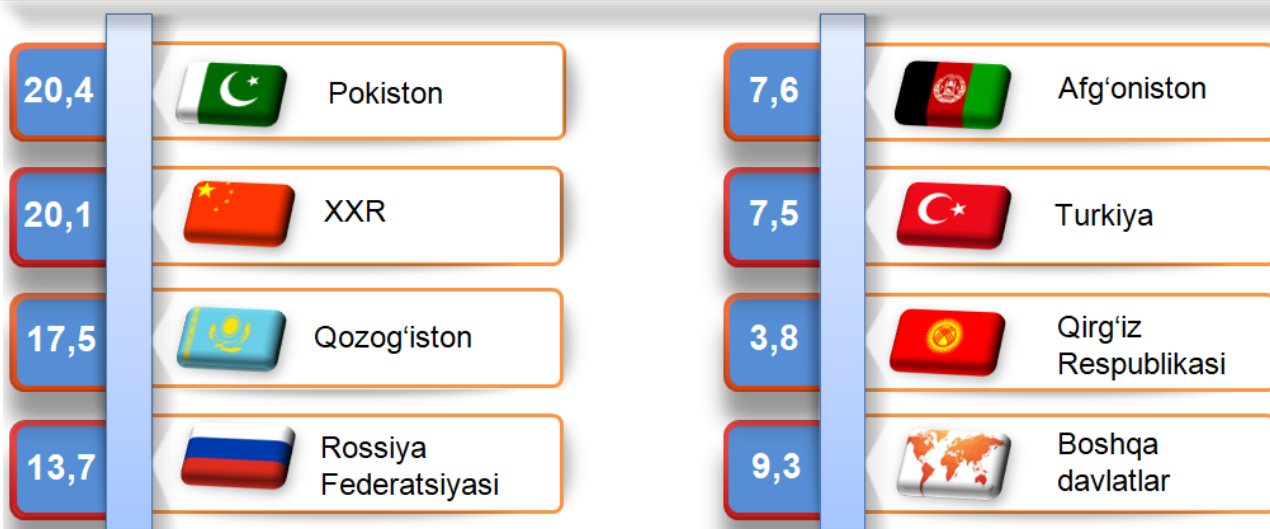 20,4
Pokiston
20,1
XXR
17,5
Qozog‘iston
13,7
Rossiya
Federatsiyasi
7,6
Afg‘oniston
7,5
Turkiya
3,8
Qirg‘iz
Respublikasi
9,3
Boshqa
davlatlar